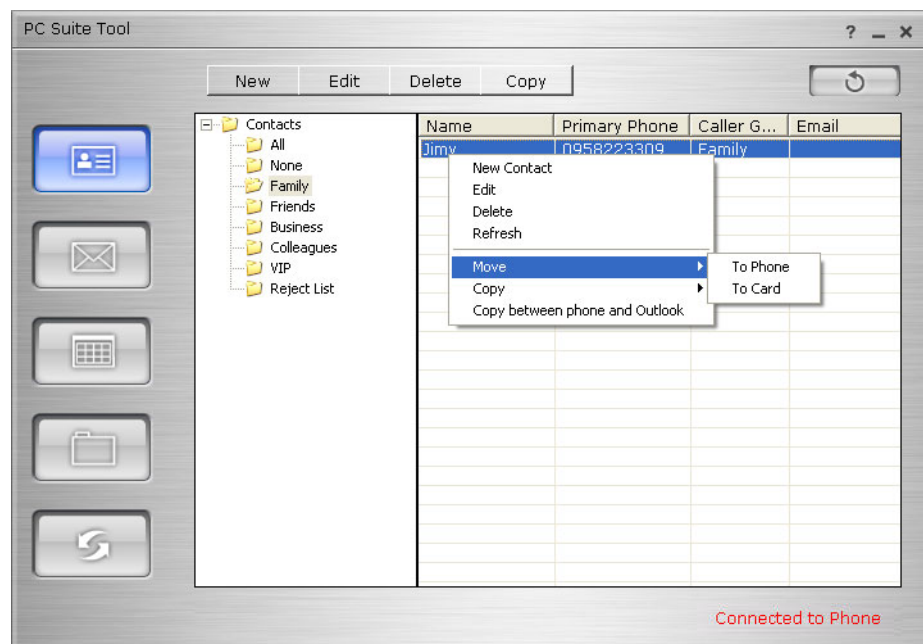 PC Suite Tool
? _ ×
New Edit Delete Copy
Contacts
All
None
Family
Friends
Business
Colleagues
VIP
Reject List
Name Primary Phone Caller G... Email
Jimy 0958223309 Family
New Contact
Edit
Delete
Refresh
Move
Copy
Copy between phone and Outlook
To Phone
To Card
Connected to Phone